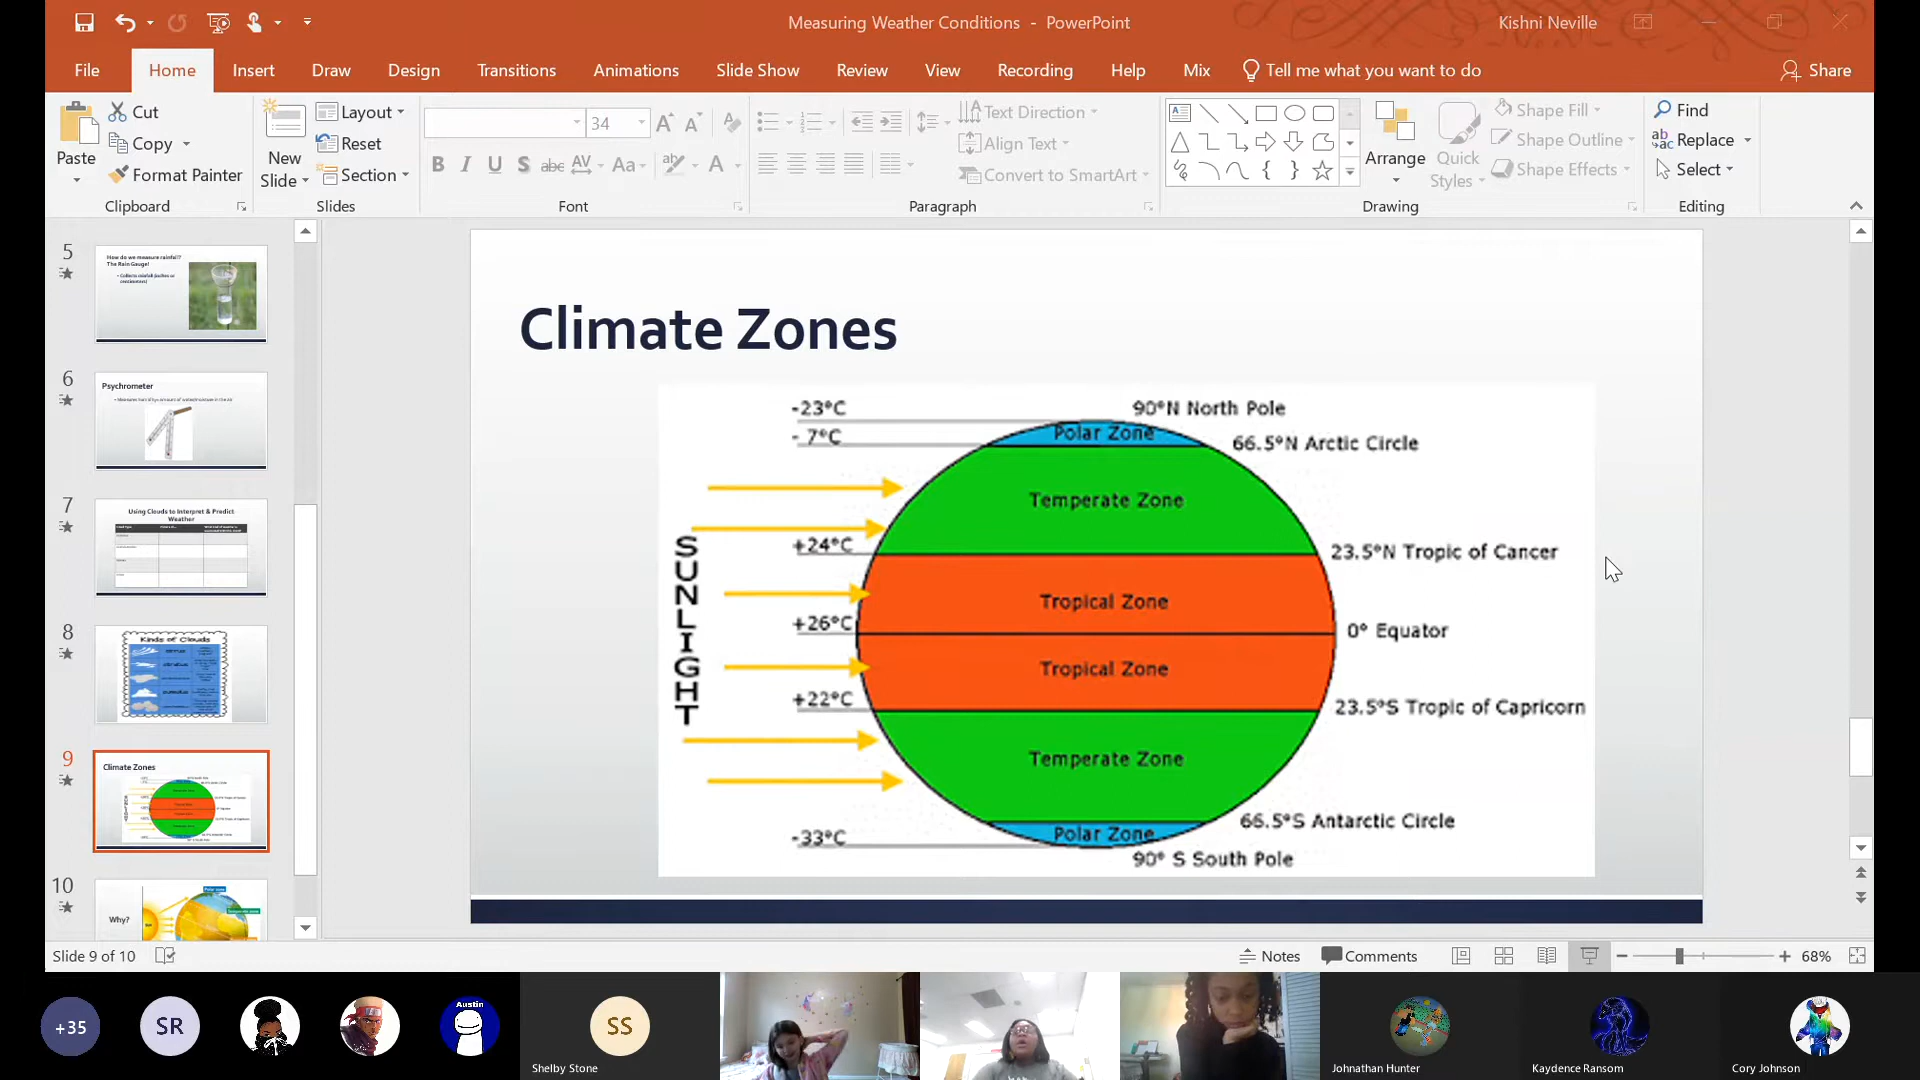 Measuring Weather Conditions - PowerPoint
Kishni Neville
File Home Insert Draw Design Transitions Animations Slide Show Review View Recording Help Mix Tell me what you want to do Share
Cut
Copy
Format Painter
Paste
Clipboard
New Slide
Layout
Reset
Section
Slides
34
Font
Text Direction
Align Text
Convert to SmartArt
Paragraph
Arrange
Quick Styles
Shape Fill
Shape Outline
Shape Effects
Drawing
Find
Replace
Select
Editing
5
How do we measure rainfall?
The Rain Gauge!
6
Psychrometer
7
Using Clouds to Interpret & Predict
Weather
8
Kinds of Clouds
9
Climate Zones
10
Why?
Climate Zones
-23°C
90°N North Pole
- 7°C
Polar Zone
66.5°N Arctic Circle
Temperate Zone
+24°C
23.5°N Tropic of Cancer
SUNLIGHT
Tropical Zone
+26°C
0° Equator
Tropical Zone
+22°C
23.5°S Tropic of Capricorn
Temperate Zone
66.5°S Antarctic Circle
-33°C
Polar Zone
90° S South Pole
Slide 9 of 10
Notes
Comments
68%
+35
SR
Austin
SS
Shelby Stone
Johnathan Hunter
Kaydence Ransom
Cory Johnson